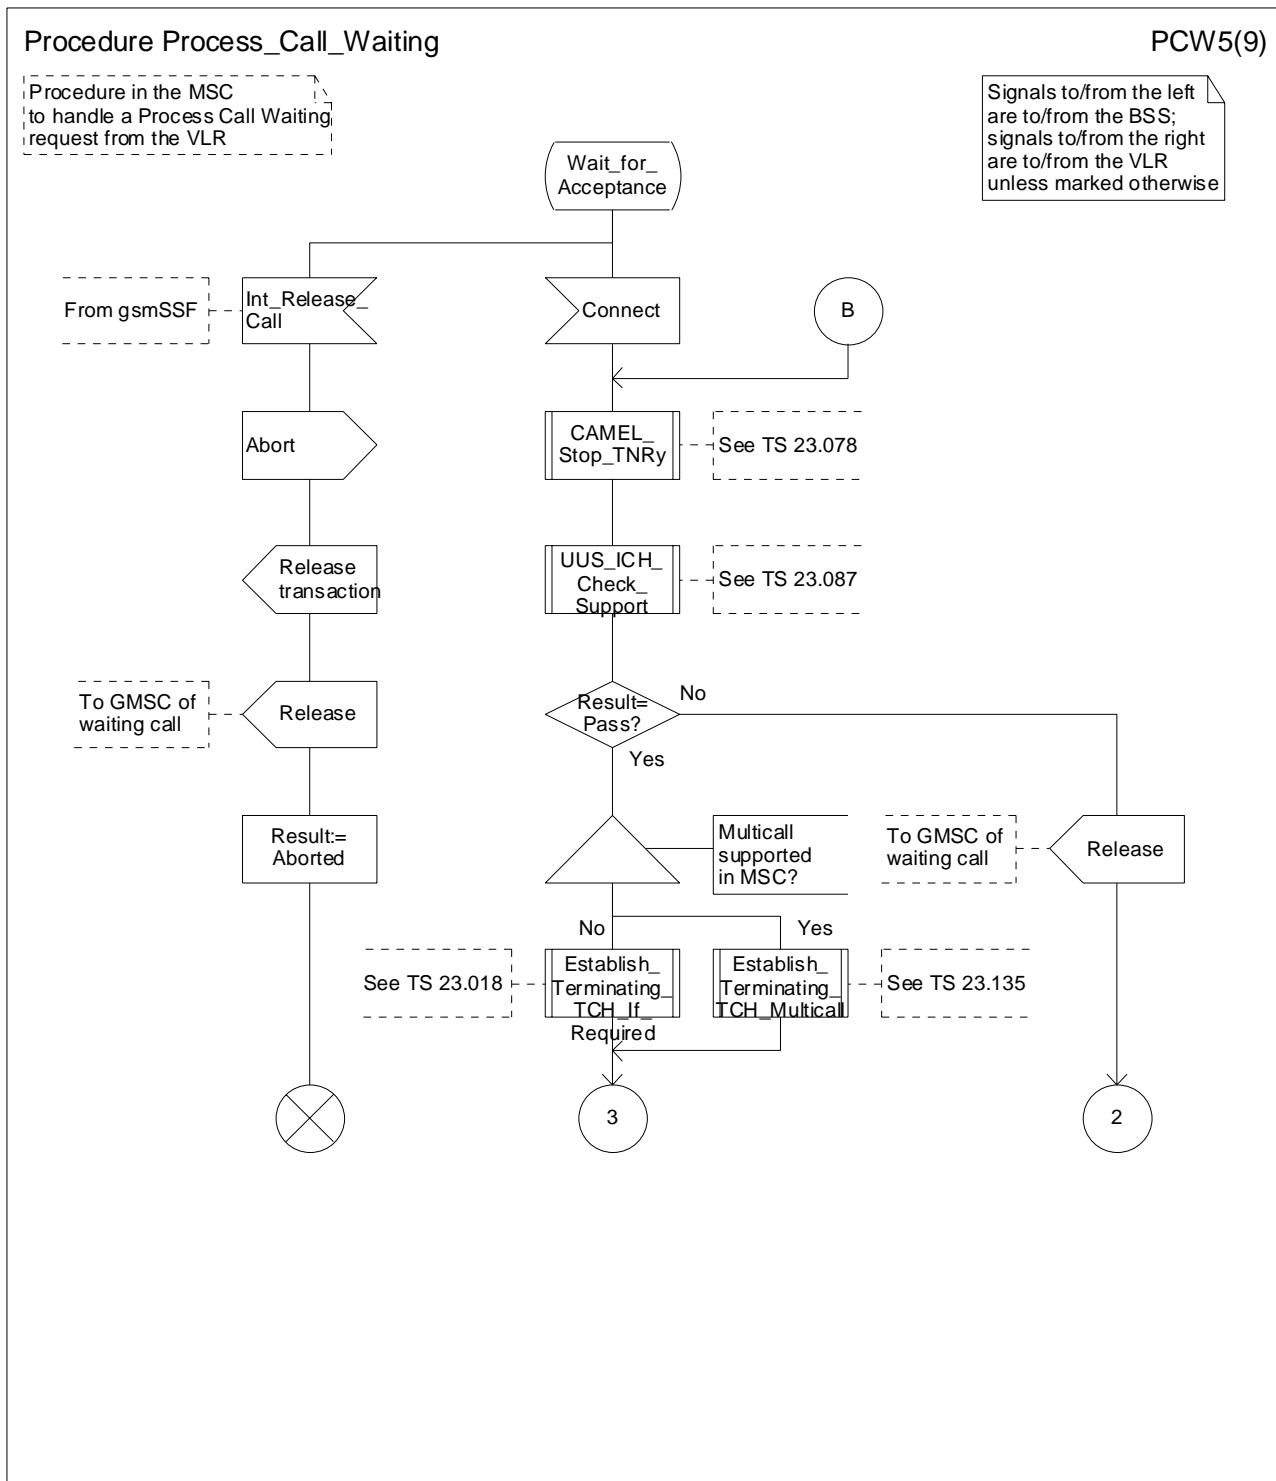 Procedure Process_Call_Waiting
PCW5(9)
Procedure in the MSC
to handle a Process Call Waiting
request from the VLR
Signals to/from the left
are to/from the BSS;
signals to/from the right
are to/from the VLR
unless marked otherwise
Wait_for_
Acceptance
From gsmSSF
Int_Release_
Call
Connect
B
Abort
CAMEL_
Stop_TNRy
See TS 23.078
Release
transaction
UUS_ICH_
Check_
Support
See TS 23.087
To GMSC of
waiting call
Release
Result=
Pass?
No
Yes
Result:=
Aborted
Multicall
supported
in MSC?
To GMSC of
waiting call
Release
No
Yes
See TS 23.018
Establish_
Terminating_
TCH_If_
Required
Establish_
Terminating_
TCH_Multicall
See TS 23.135
3
2